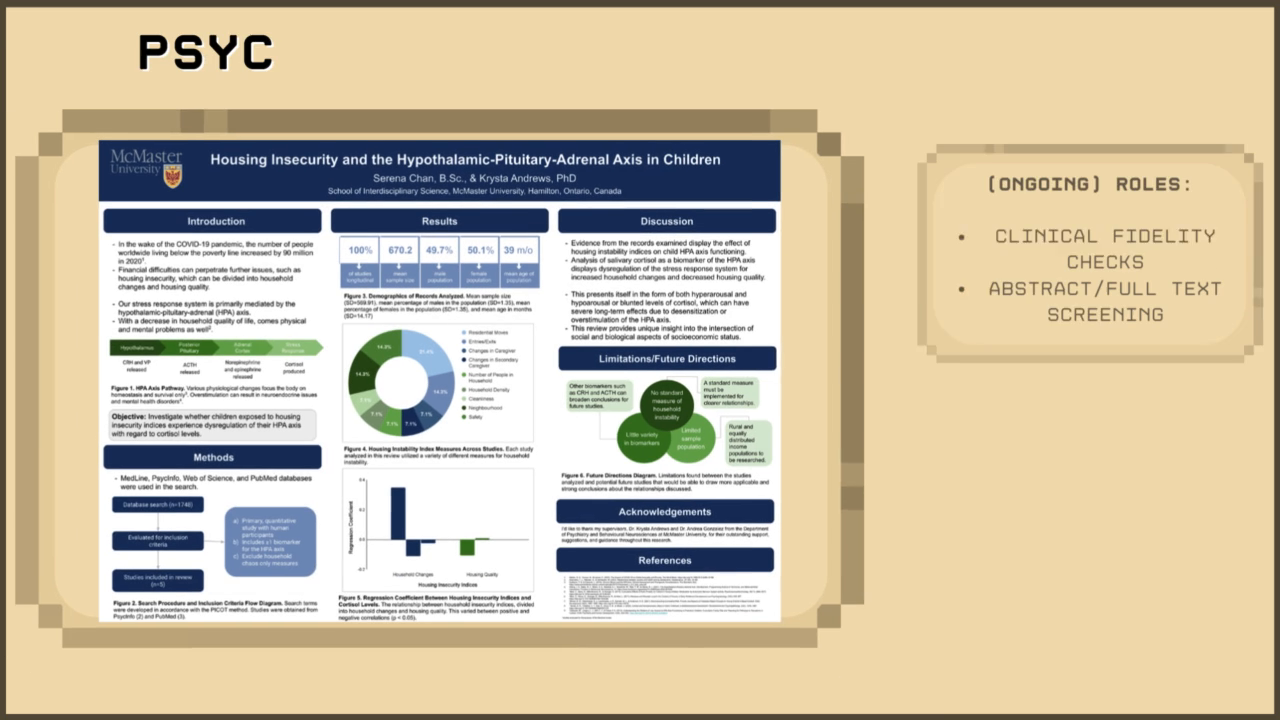 PSYC
McMaster
University
Housing Insecurity and the Hypothalamic-Pituitary-Adrenal Axis in Children
Serena Chan, B.Sc., & Krysta Andrews, PhD
School of Interdisciplinary Science, McMaster University, Hamilton, Ontario, Canada
Introduction
- In the wake of the COVID-19 pandemic, the number of people
worldwide living below the poverty line increased by 90 million
in 2020¹.
- Financial difficulties can perpetrate further issues, such as
housing insecurity, which can be divided into household
changes and housing quality.
- Our stress response system is primarily mediated by the
hypothalamic-pituitary-adrenal (HPA) axis.
- With a decrease in household quality of life, comes physical
and mental problems as well².
Hypothalamus
Posterior
Pituitary
Adrenal
Cortex
Stress
Response
CRH and VP
released
ACTH
released
Norepinephrine
and epinephrine
released
Cortisol
produced
Figure 1. HPA Axis Pathway. Various physiological changes focus the body on
homeostasis and survival only³. Overstimulation can result in neuroendocrine issues
and mental health disorders⁴.
Objective: Investigate whether children exposed to housing
insecurity indices experience dysregulation of their HPA axis
with regard to cortisol levels.
Methods
- MedLine, PsycInfo, Web of Science, and PubMed databases
were used in the search.
Database search (n=1748)
Evaluated for inclusion
criteria
Studies included in review
(n=5)
a) Primary, quantitative
study with human
participants
b) Includes ≥1 biomarker
for the HPA axis
c) Exclude household
chaos only measures
Figure 2. Search Procedure and Inclusion Criteria Flow Diagram. Search terms
were developed in accordance with the PICOT method. Studies were obtained from
PsycInfo (2) and PubMed (3).
Results
100%
of studies
longitudinal
670.2
mean
sample size
49.7%
male
population
50.1%
female
population
39 m/o
mean age of
population
Figure 3. Demographics of Records Analyzed. Mean sample size
(SD=569.91), mean percentage of males in the population (SD=1.35), mean
percentage of females in the population (SD=1.38), and mean age in months
(SD=14.17)
14.3%
14.3%
7.1%
7.1%
7.1%
14.3%
Residential Moves
Entries/Exits
Changes in Caregiver
Changes in Secondary
Caregiver
Number of People in
Household
Household Density
Cleanliness
Neighbourhood
Safety
Figure 4. Housing Instability Index Measures Across Studies. Each study
analyzed in this review utilized a variety of different measures for household
instability.
Regression Coefficient
Household Changes
Housing Quality
Housing Insecurity Indices
Figure 5. Regression Coefficient Between Housing Insecurity Indices and
Cortisol Levels. The relationship between household insecurity indices, divided
into household changes and housing quality. This varied between positive and
negative correlations (p < 0.05).
Discussion
- Evidence from the records examined display the effect of
housing instability indices on child HPA axis functioning.
- Analysis of salivary cortisol as a biomarker of the HPA axis
displays dysregulation of the stress response system for
increased household changes and decreased housing quality.
- This presents itself in the form of both hyperarousal and
hypoarousal or blunted levels of cortisol, which can have
severe long-term effects due to desensitization or
overstimulation of the HPA axis.
- This review provides unique insight into the intersection of
social and biological aspects of socioeconomic status.
Limitations/Future Directions
Other biomarkers such
as CRH and ACTH can
broaden conclusions for
future studies.
No standard
measure of
household
instability
A standard measure
must be
implemented for
clearer relationships.
Little variety
in biomarkers
Limited
sample
population
Rural and
equally
distributed
income
populations to
be researched.
Figure 6. Future Directions Diagram. Limitations found between the studies
analyzed and potential future studies that would be able to draw more applicable and
strong conclusions about the relationships discussed.
Acknowledgements
I'd like to thank my supervisors, Dr. Krysta Andrews and Dr. Andrea Gonzalez from the Department
of Psychiatry and Behavioural Neurosciences of McMaster University, for their outstanding support,
suggestions, and guidance throughout this research.
References
(ONGOING) ROLES:
• CLINICAL FIDELITY
CHECKS
• ABSTRACT/FULL TEXT
SCREENING